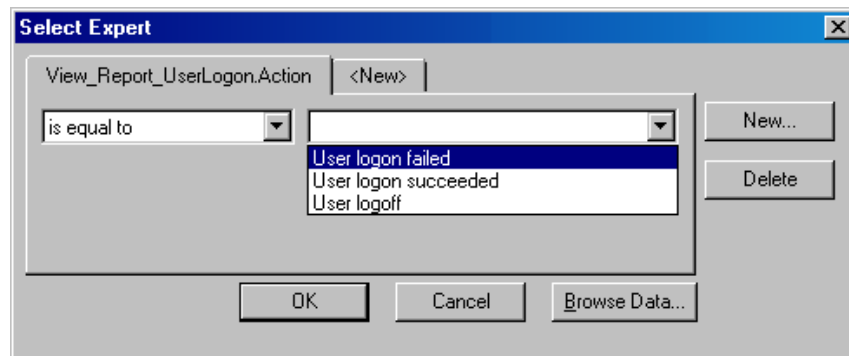 Select Expert
View_Report_UserLogon.Action
<New>
is equal to
New...
User logon failed
User logon succeeded
User logoff
Delete
OK
Cancel
Browse Data...